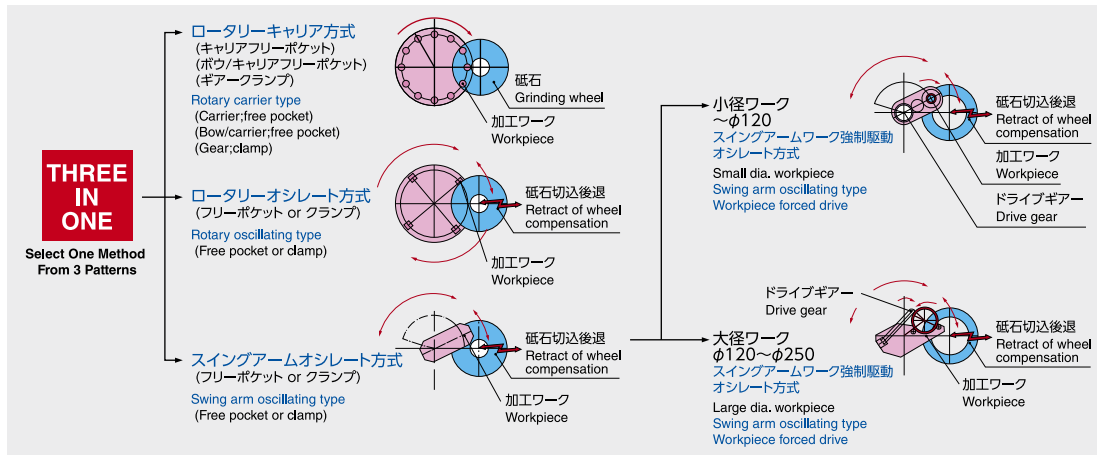 THREE
IN
ONE
Select One Method
From 3 Patterns
ロータリーキャリア方式
(キャリアフリーポケット)
(ボウ/キャリアフリーポケット)
(ギアークランプ)
Rotary carrier type
(Carrier;free pocket)
(Bow/carrier;free pocket)
(Gear;clamp)
砥石
Grinding wheel
加工ワーク
Workpiece
ロータリーオシレート方式
(フリーポケット or クランプ)
Rotary oscillating type
(Free pocket or clamp)
砥石切込後退
Retract of wheel
compensation
加工ワーク
Workpiece
スイングアームオシレート方式
(フリーポケット or クランプ)
Swing arm oscillating type
(Free pocket or clamp)
砥石切込後退
Retract of wheel
compensation
加工ワーク
Workpiece
小径ワーク
～φ120
スイングアームワーク強制駆動
オシレート方式
Small dia. workpiece
Swing arm oscillating type
Workpiece forced drive
砥石切込後退
Retract of wheel
compensation
加工ワーク
Workpiece
ドライブギアー
Drive gear
大径ワーク
φ120～φ250
スイングアームワーク強制駆動
オシレート方式
Large dia. workpiece
Swing arm oscillating type
Workpiece forced drive
ドライブギアー
Drive gear
砥石切込後退
Retract of wheel
compensation
加工ワーク
Workpiece